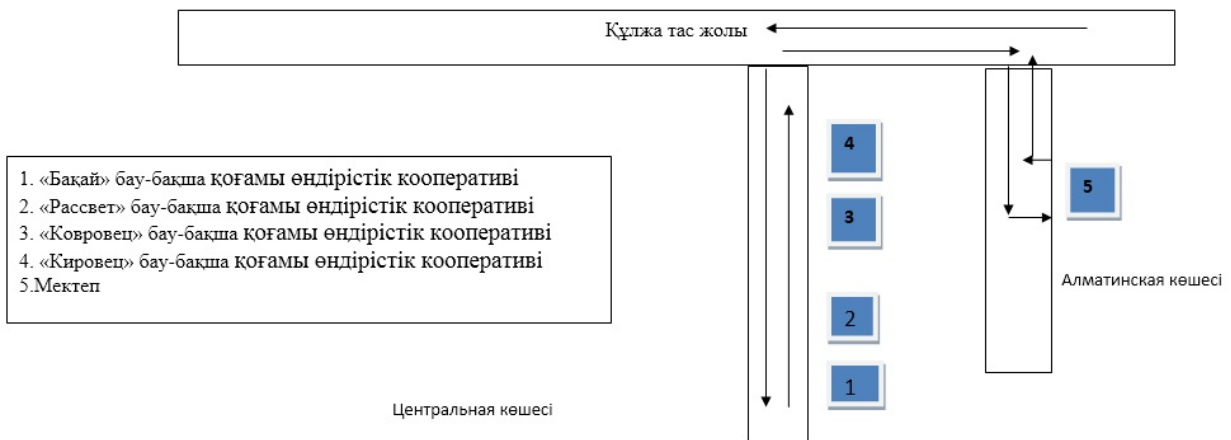 Құлжа тас жолы
4
1. «Бақай» бау-бақша қоғамы өндірістік кооперативі
2. «Рассвет» бау-бақша қоғамы өндірістік кооперативі
3. «Ковровец» бау-бақша қоғамы өндірістік кооперативі
4. «Кировец» бау-бақша қоғамы өндірістік кооперативі
5.Мектеп
5
3
Алматинская көшесі
2
1
Центральная көшесі